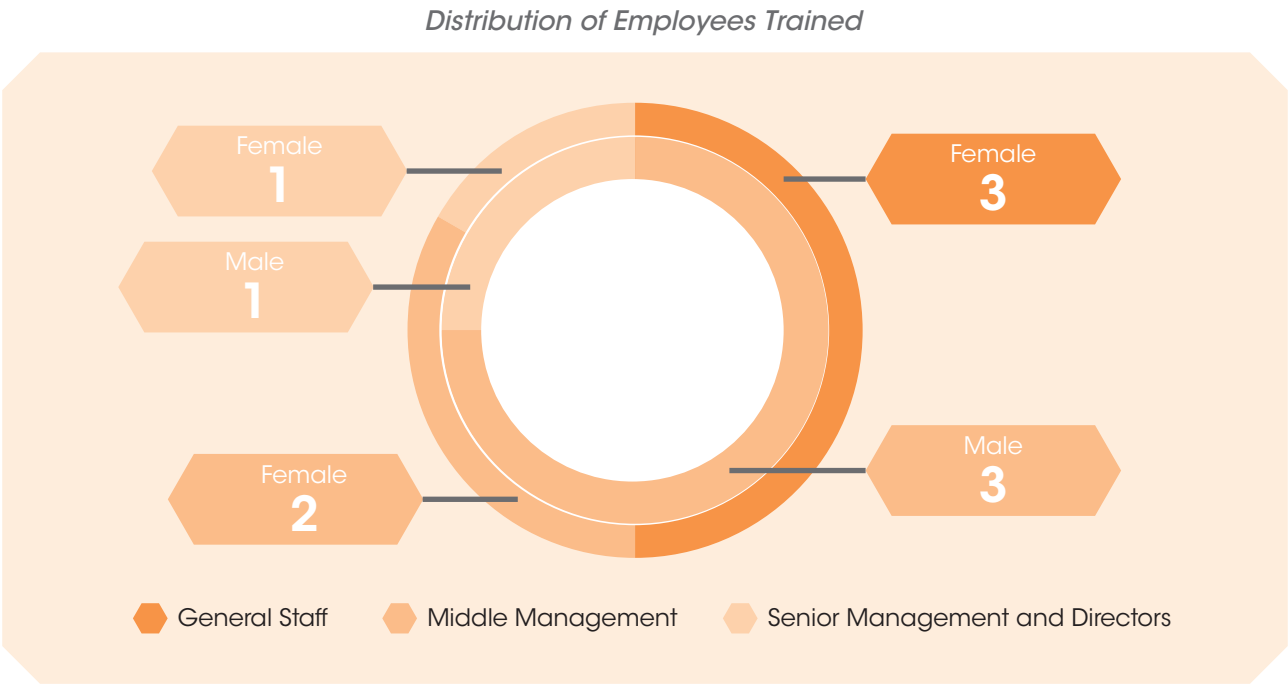 Distribution of Employees Trained
Female
1
Female
3
Male
1
Male
3
Female
2
General Staff
Middle Management
Senior Management and Directors